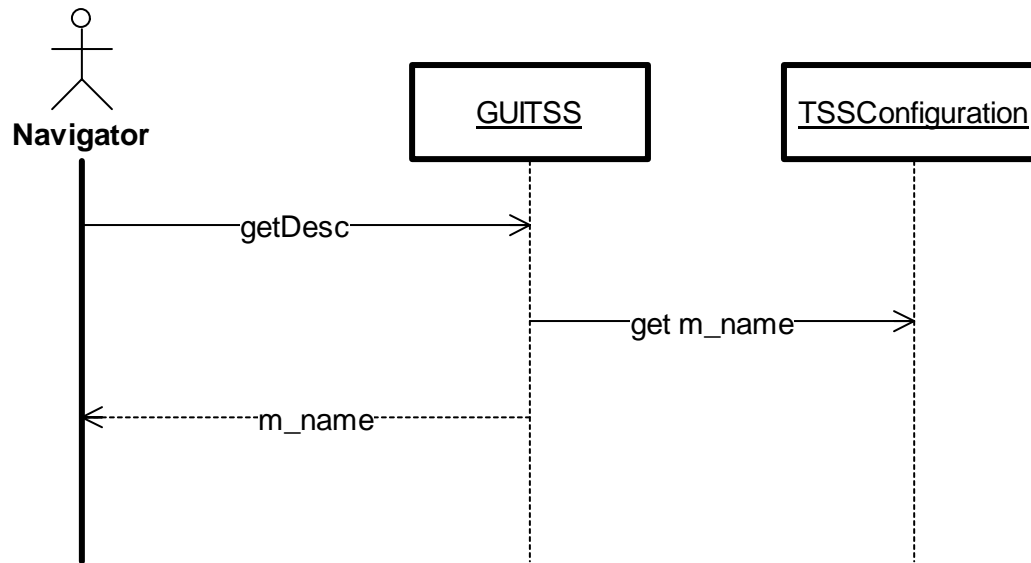 Navigator
GUITSS
TSSConfiguration
getDesc
get m_name
m_name